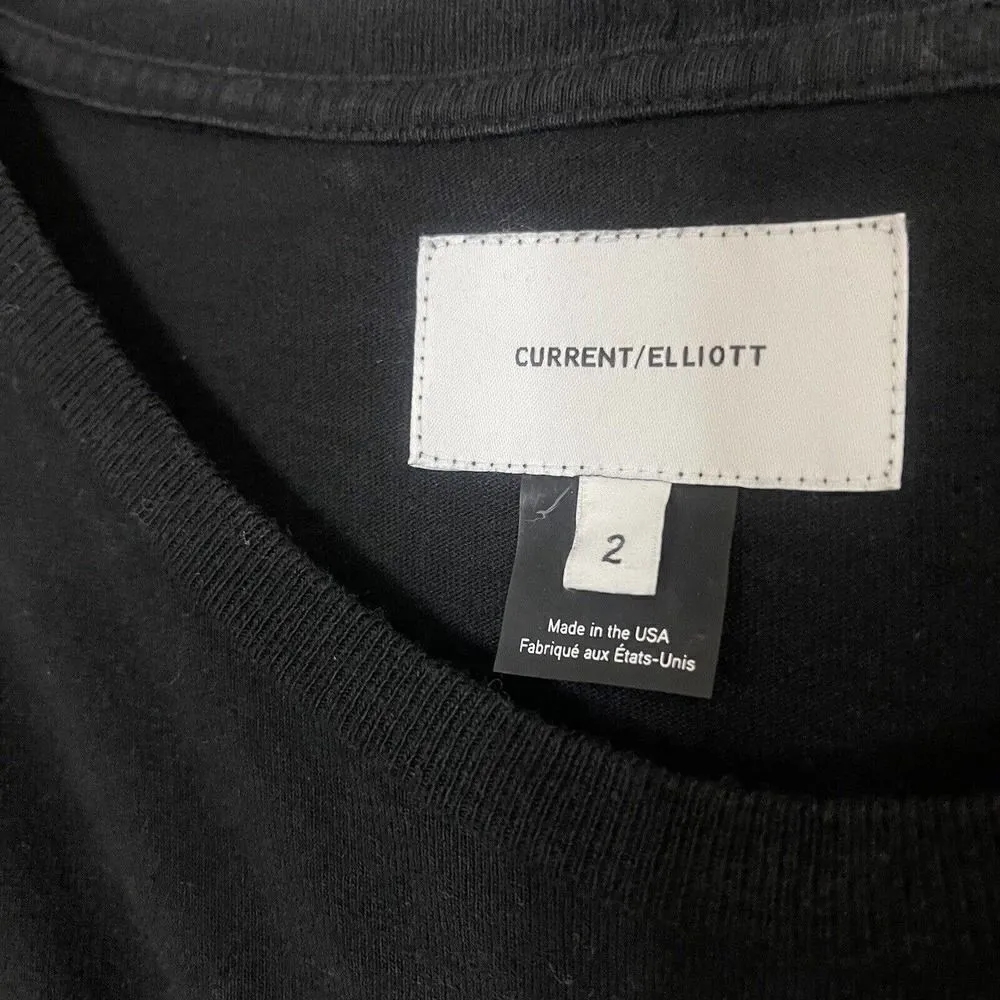 CURRENT/ELLIOTT
2
Made in the USA
Fabriqué aux États-Unis